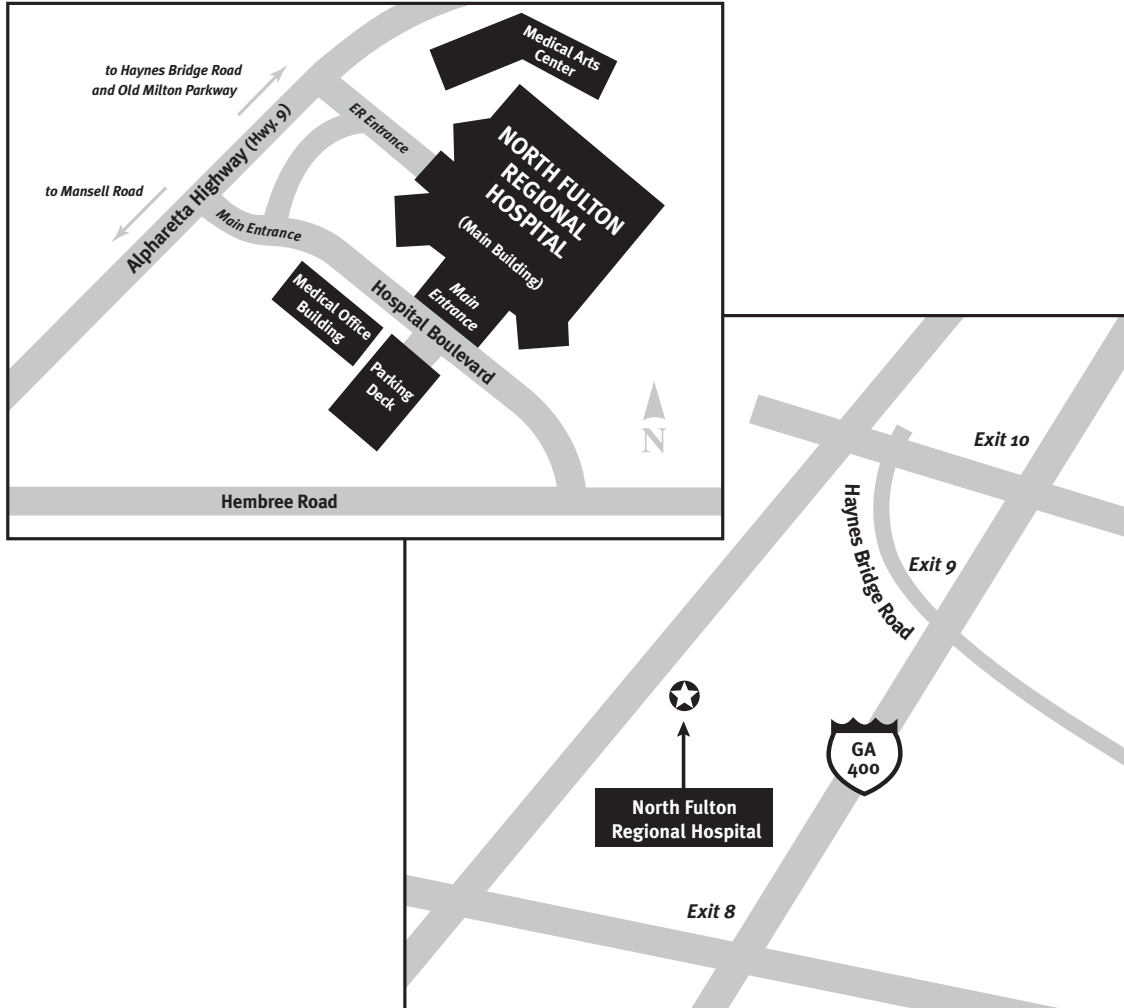 Medical Arts
Center
to Haynes Bridge Road
and Old Milton Parkway
ER Entrance
Alpharetta Highway (Hwy. 9)
NORTH FULTON
REGIONAL
HOSPITAL
(Main Building)
to Mansell Road
Main Entrance
Main
Entrance
Medical Office
Building
Hospital Boulevard
Parking
Deck
N
Hembree Road
Exit 10
Haynes Bridge Road
Exit 9
GA
400
North Fulton
Regional Hospital
Exit 8